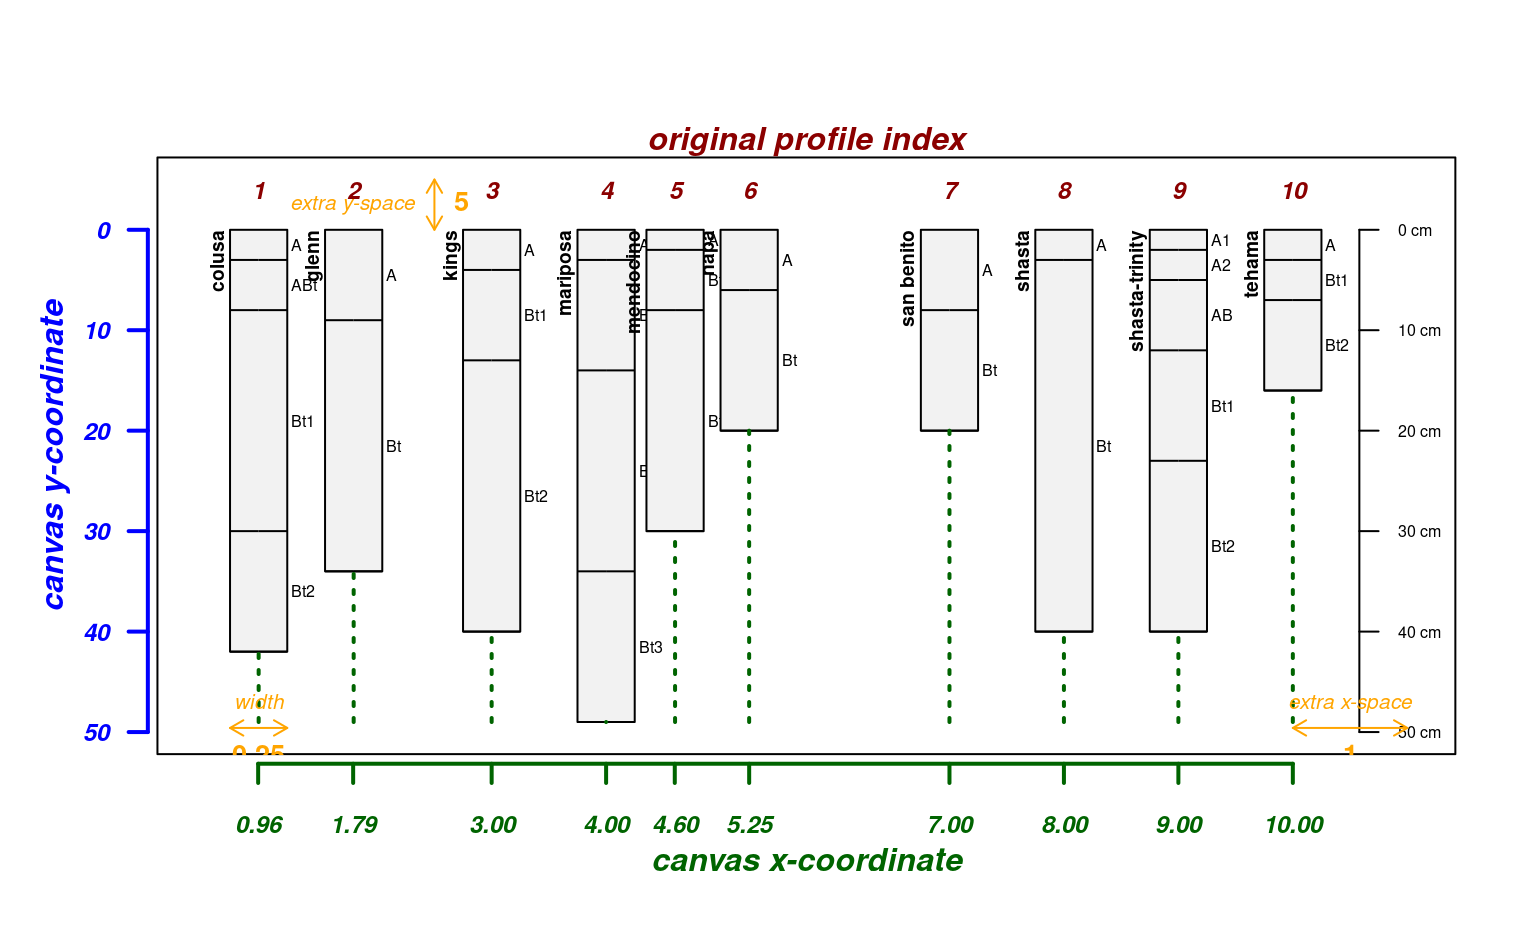 original profile index
1 2 3 4 5 6 7 8 9 10
extra y-space 5
canvas y-coordinate
0
10
20
30
40
50
colusa
A
ABt
Bt1
Bt2
glenn
A
Bt
kings
A
Bt1
Bt2
mariposa
Bt3
mendocino
napa
A
Bt
san benito
A
Bt
shasta
A
Bt
shasta-trinity
A1
A2
AB
Bt1
Bt2
tehama
A
Bt1
Bt2
0 cm
10 cm
20 cm
30 cm
40 cm
50 cm
width
0.25
extra x-space
1
0.96 1.79 3.00 4.00 4.60 5.25 7.00 8.00 9.00 10.00
canvas x-coordinate